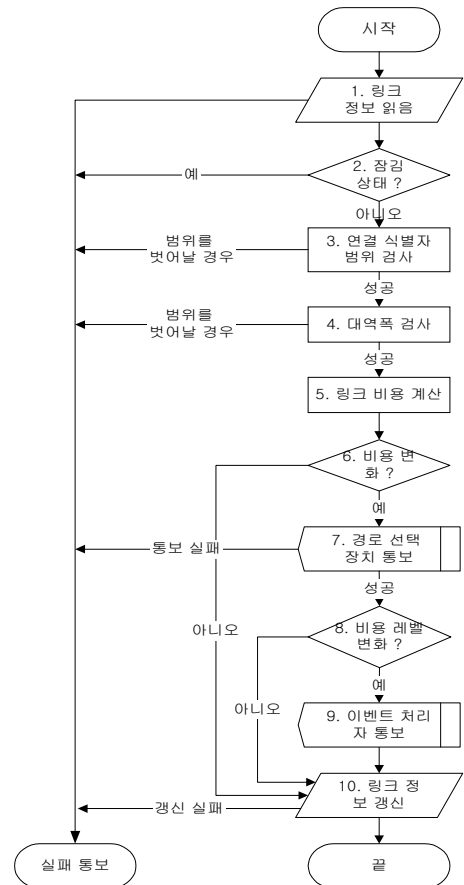 시작
1. 링크
정보 읽음
2. 잠김
상태 ?
예
아니오
범위를
벗어날 경우
3. 연결 식별자
범위 검사
성공
범위를
벗어날 경우
4. 대역폭 검사
성공
5. 링크 비용 계산
6. 비용 변
화 ?
예
통보 실패
7. 경로 선택
장치 통보
성공
아니오
8. 비용 레벨
변화 ?
예
아니오
9. 이벤트 처리
자 통보
10. 링크 정
보 갱신
갱신 실패
실패 통보
끝